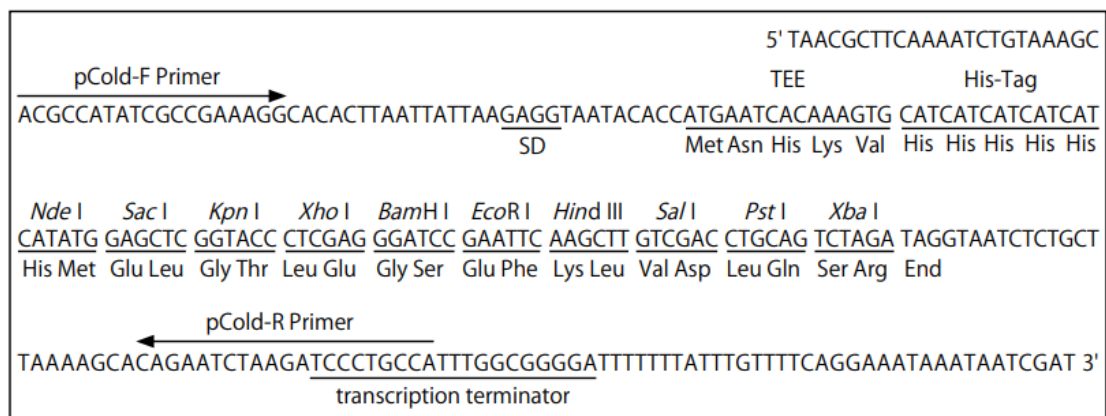 5' TAACGCTTCAAAATCTGTAAAGC
pCold-F Primer TEE His-Tag
ACGCCATATCGCCGAAAGGCACACTTAATTATTAAGAGGTAATACACCATGAATCACAAAGTG CATCATCATCATCAT
SD Met Asn His Lys Val His His His His His
Nde I Sac I Kpn I Xho I BamH I EcoR I Hind III Sal I Pst I Xba I
CATATG GAGCTC GGTACC CTCGAG GGATCC GAATTC AAGCTT GTCGAC CTGCAG TCTAGA TAGGTAATCTCTGCT
His Met Glu Leu Gly Thr Leu Glu Gly Ser Glu Phe Lys Leu Val Asp Leu Gln Ser Arg End
pCold-R Primer
TAAAAGCACAGAATCTAAGATCCCTGCCATTTGGCGGGGATTTTTTTATTTGTTTTCAGGAAATAAATAATCGAT 3'
transcription terminator